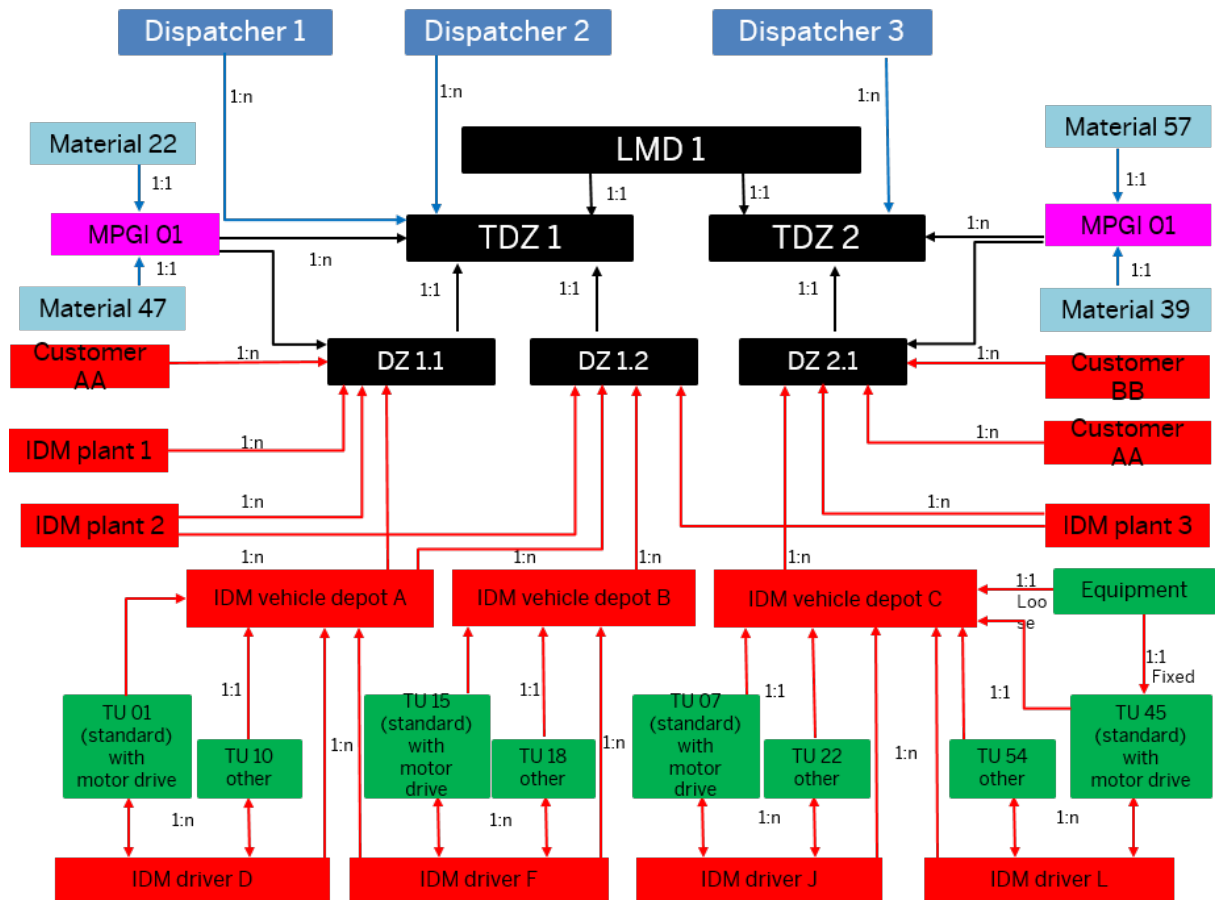 Dispatcher 1
Dispatcher 2
Dispatcher 3
1:n
1:n
1:n
Material 22
LMD 1
Material 57
1:1
1:1
1:1
1:1
MPGI 01
TDZ 1
TDZ 2
MPGI 01
1:n
1:n
1:1
1:1
1:1
1:1
1:1
Material 47
Material 39
Customer
AA
1:n
DZ 1.1
DZ 1.2
DZ 2.1
1:n
Customer
BB
IDM plant 1
1:n
1:n
Customer
AA
IDM plant 2
1:n
1:n
IDM plant 3
1:n
1:n
1:n
1:n
IDM vehicle depot A
IDM vehicle depot B
IDM vehicle depot C
1:1
Loo
se
Equipment
1:1
Fixed
1:1
1:1
1:1
1:1
TU 01
(standard)
with
motor drive
TU 10
other
1:n
TU 15
(standard)
with
motor
drive
TU 18
other
1:n
TU 07
(standard)
with
motor
drive
TU 22
other
1:n
TU 54
other
TU 45
(standard)
with
motor drive
1:n
1:n
1:n
1:n
IDM driver D
IDM driver F
IDM driver J
IDM driver L